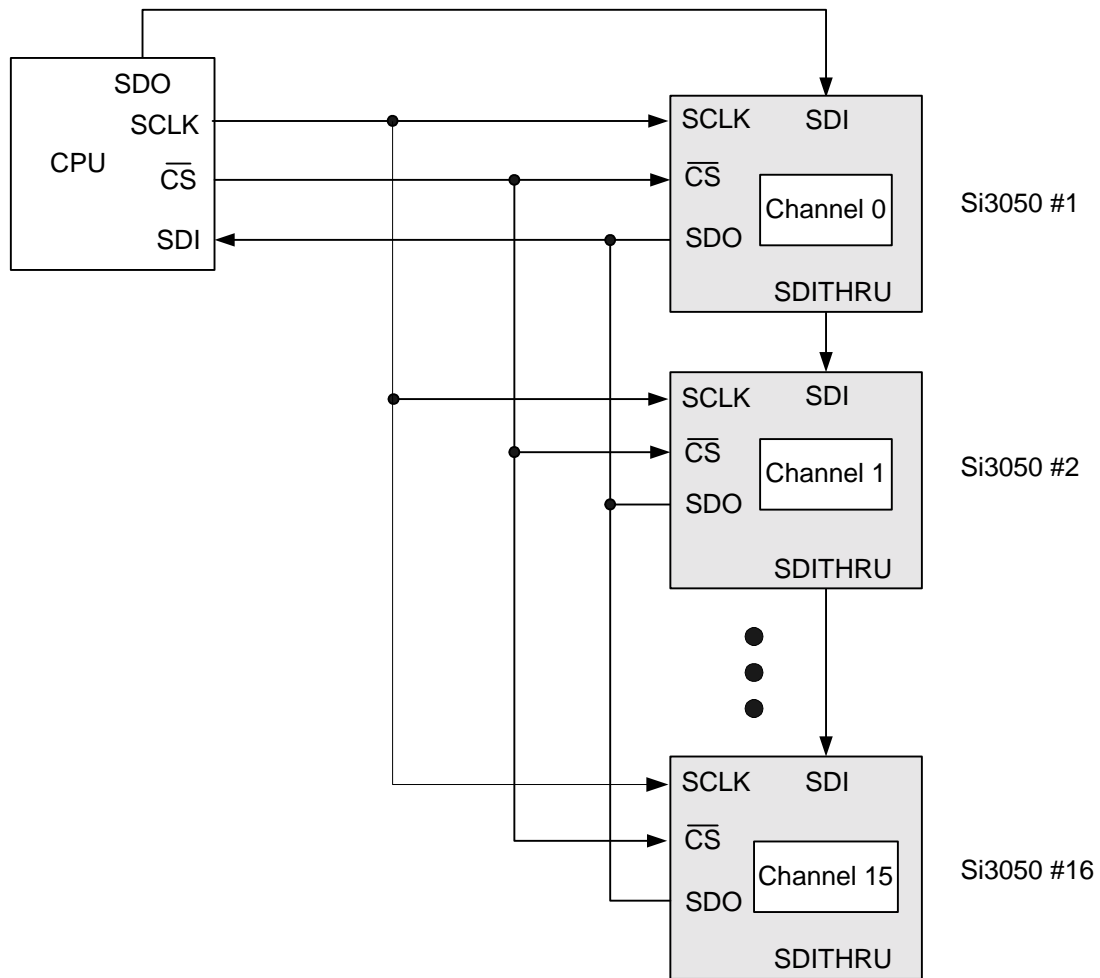 SDO
SCLK
CPU
CS
SDI
SCLK
SDI
CS
Channel 0
SDO
SDITHRU
Si3050 #1
SCLK
SDI
CS
Channel 1
SDO
SDITHRU
Si3050 #2
SCLK
SDI
CS
Channel 15
SDO
SDITHRU
Si3050 #16